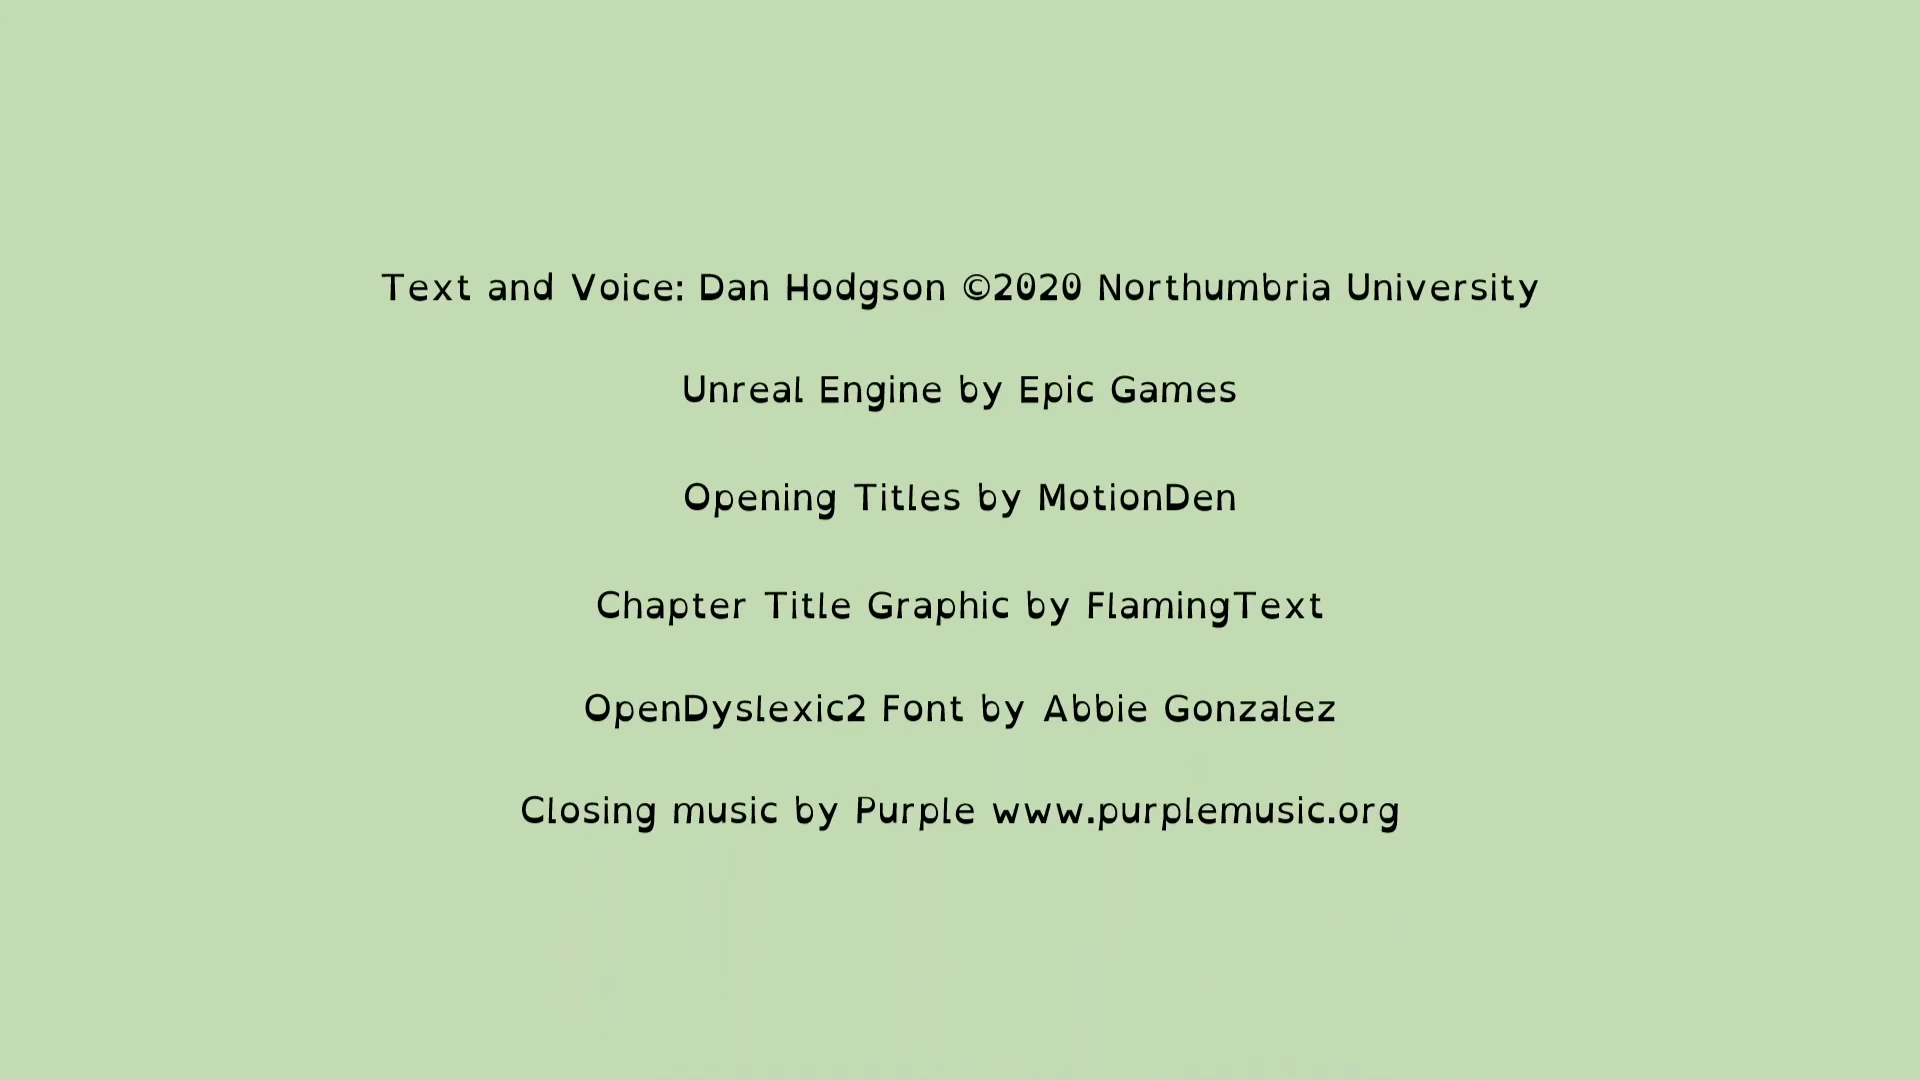 Text and Voice: Dan Hodgson ©2020 Northumbria University
Unreal Engine by Epic Games
Opening Titles by MotionDen
Chapter Title Graphic by FlamingText
OpenDyslexic2 Font by Abbie Gonzalez
Closing music by Purple www.purplemusic.org